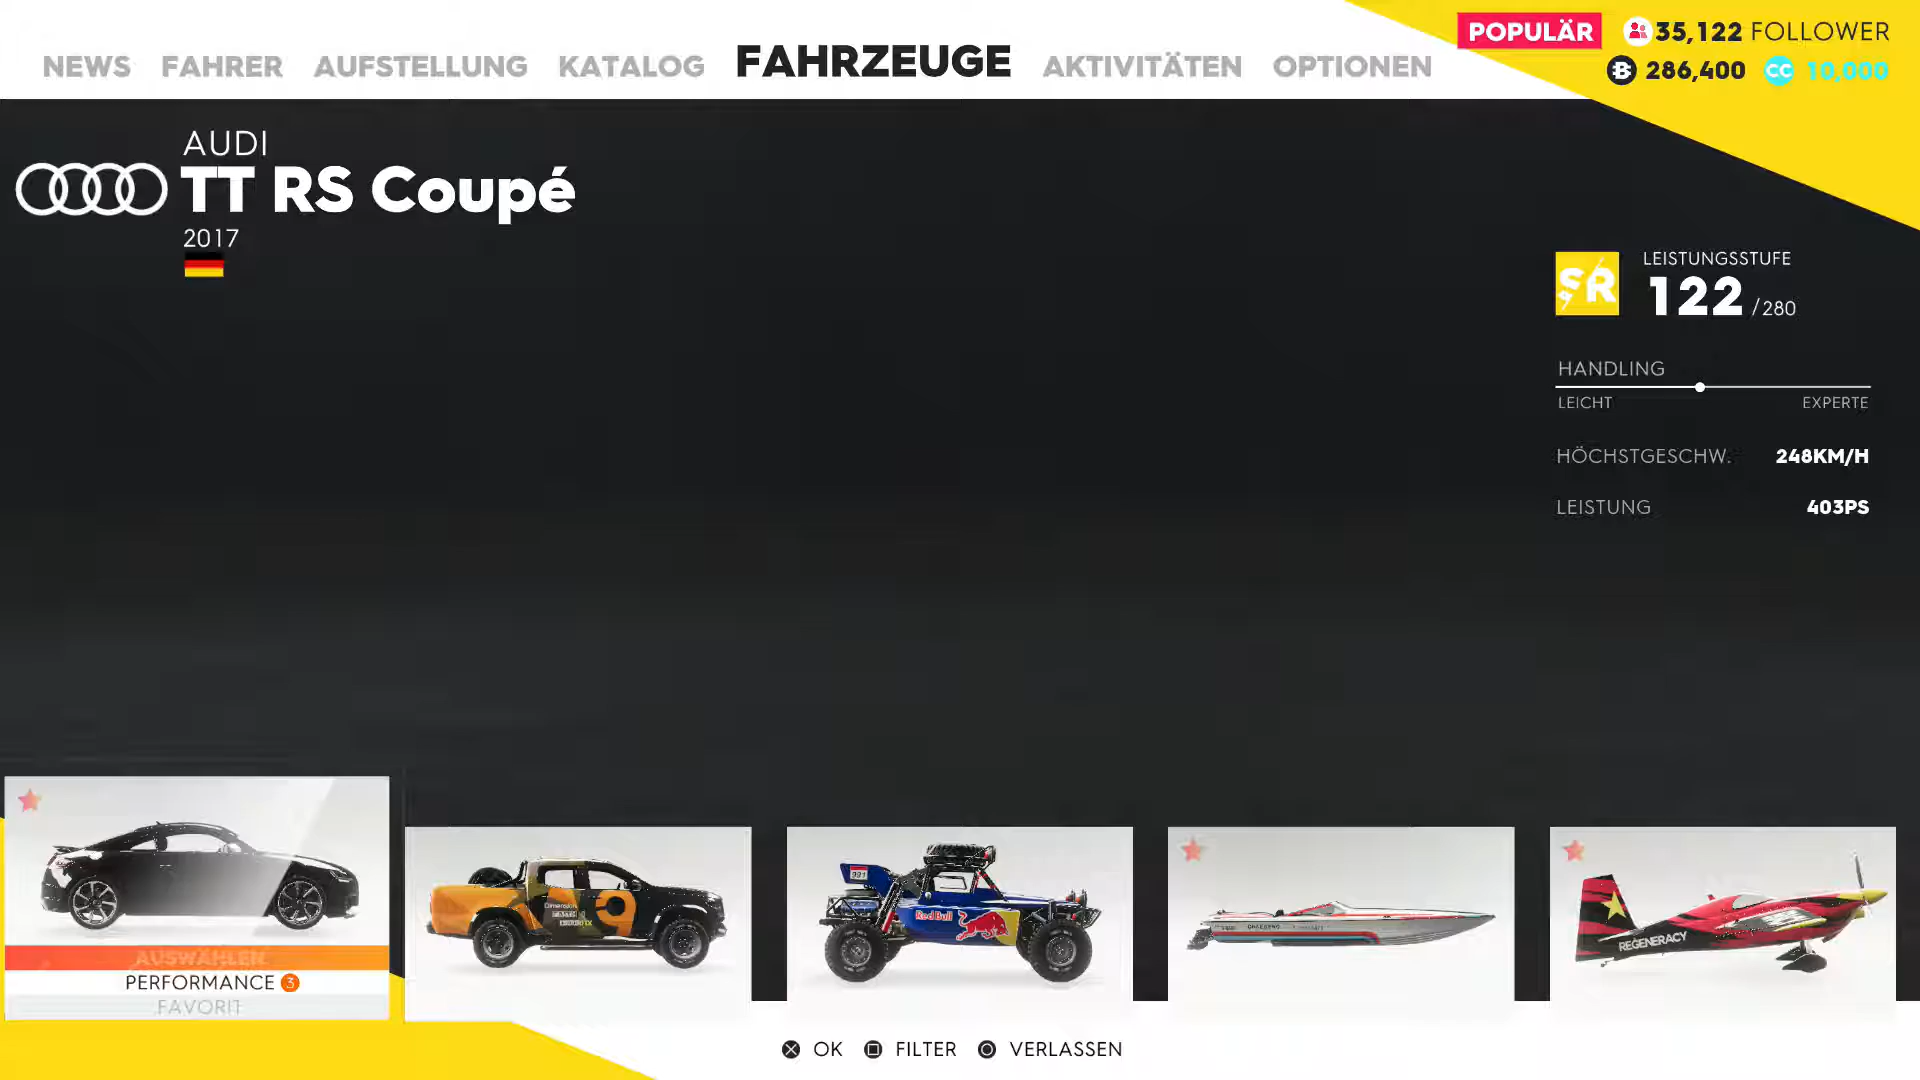 NEWS FAHRER AUFSTELLUNG KATALOG FAHRZEUGE AKTIVITÄTEN OPTIONEN
POPULÄR 35,122 FOLLOWER
286,400 CC 10,000
AUDI
TT RS Coupé
2017
SR LEISTUNGSSTUFE
122 /280
HANDLING
LEICHT EXPERTE
HÖCHSTGESCHW. 248KM/H
LEISTUNG 403PS
AUSWÄHLEN
PERFORMANCE 3
FAVORIT
Red Bull
REGENERACY
OK FILTER VERLASSEN